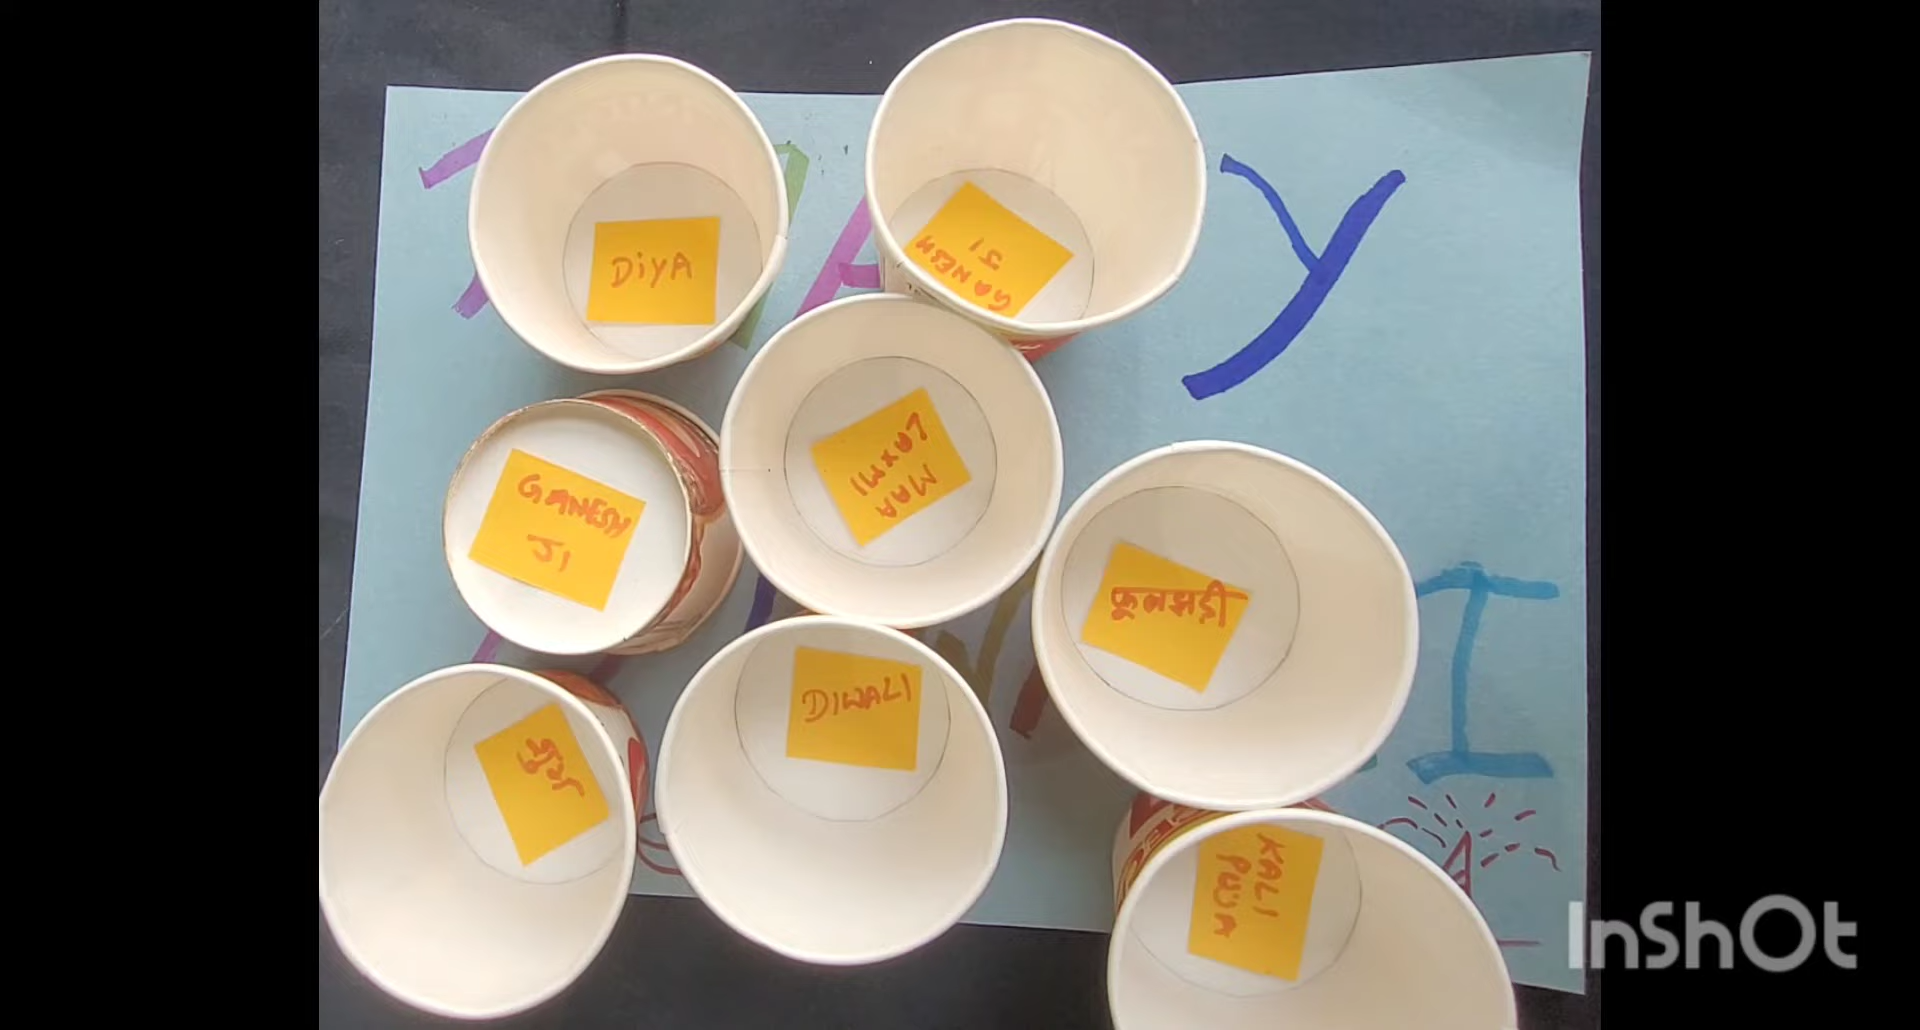 DiYA
GANESH
JI
GANESH
JI
MAA
LAXMI
फूलझड़ी
DIWALI
KALI
PUJA
Y
I
InShOt